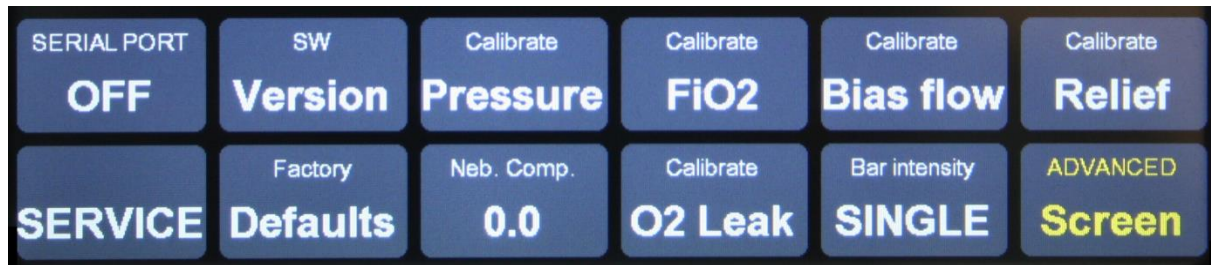 SERIAL PORT
OFF
SW
Version
Calibrate
Pressure
Calibrate
FiO2
Calibrate
Bias flow
Calibrate
Relief
SERVICE
Factory
Defaults
Neb. Comp.
0.0
Calibrate
O2 Leak
Bar intensity
SINGLE
ADVANCED
Screen